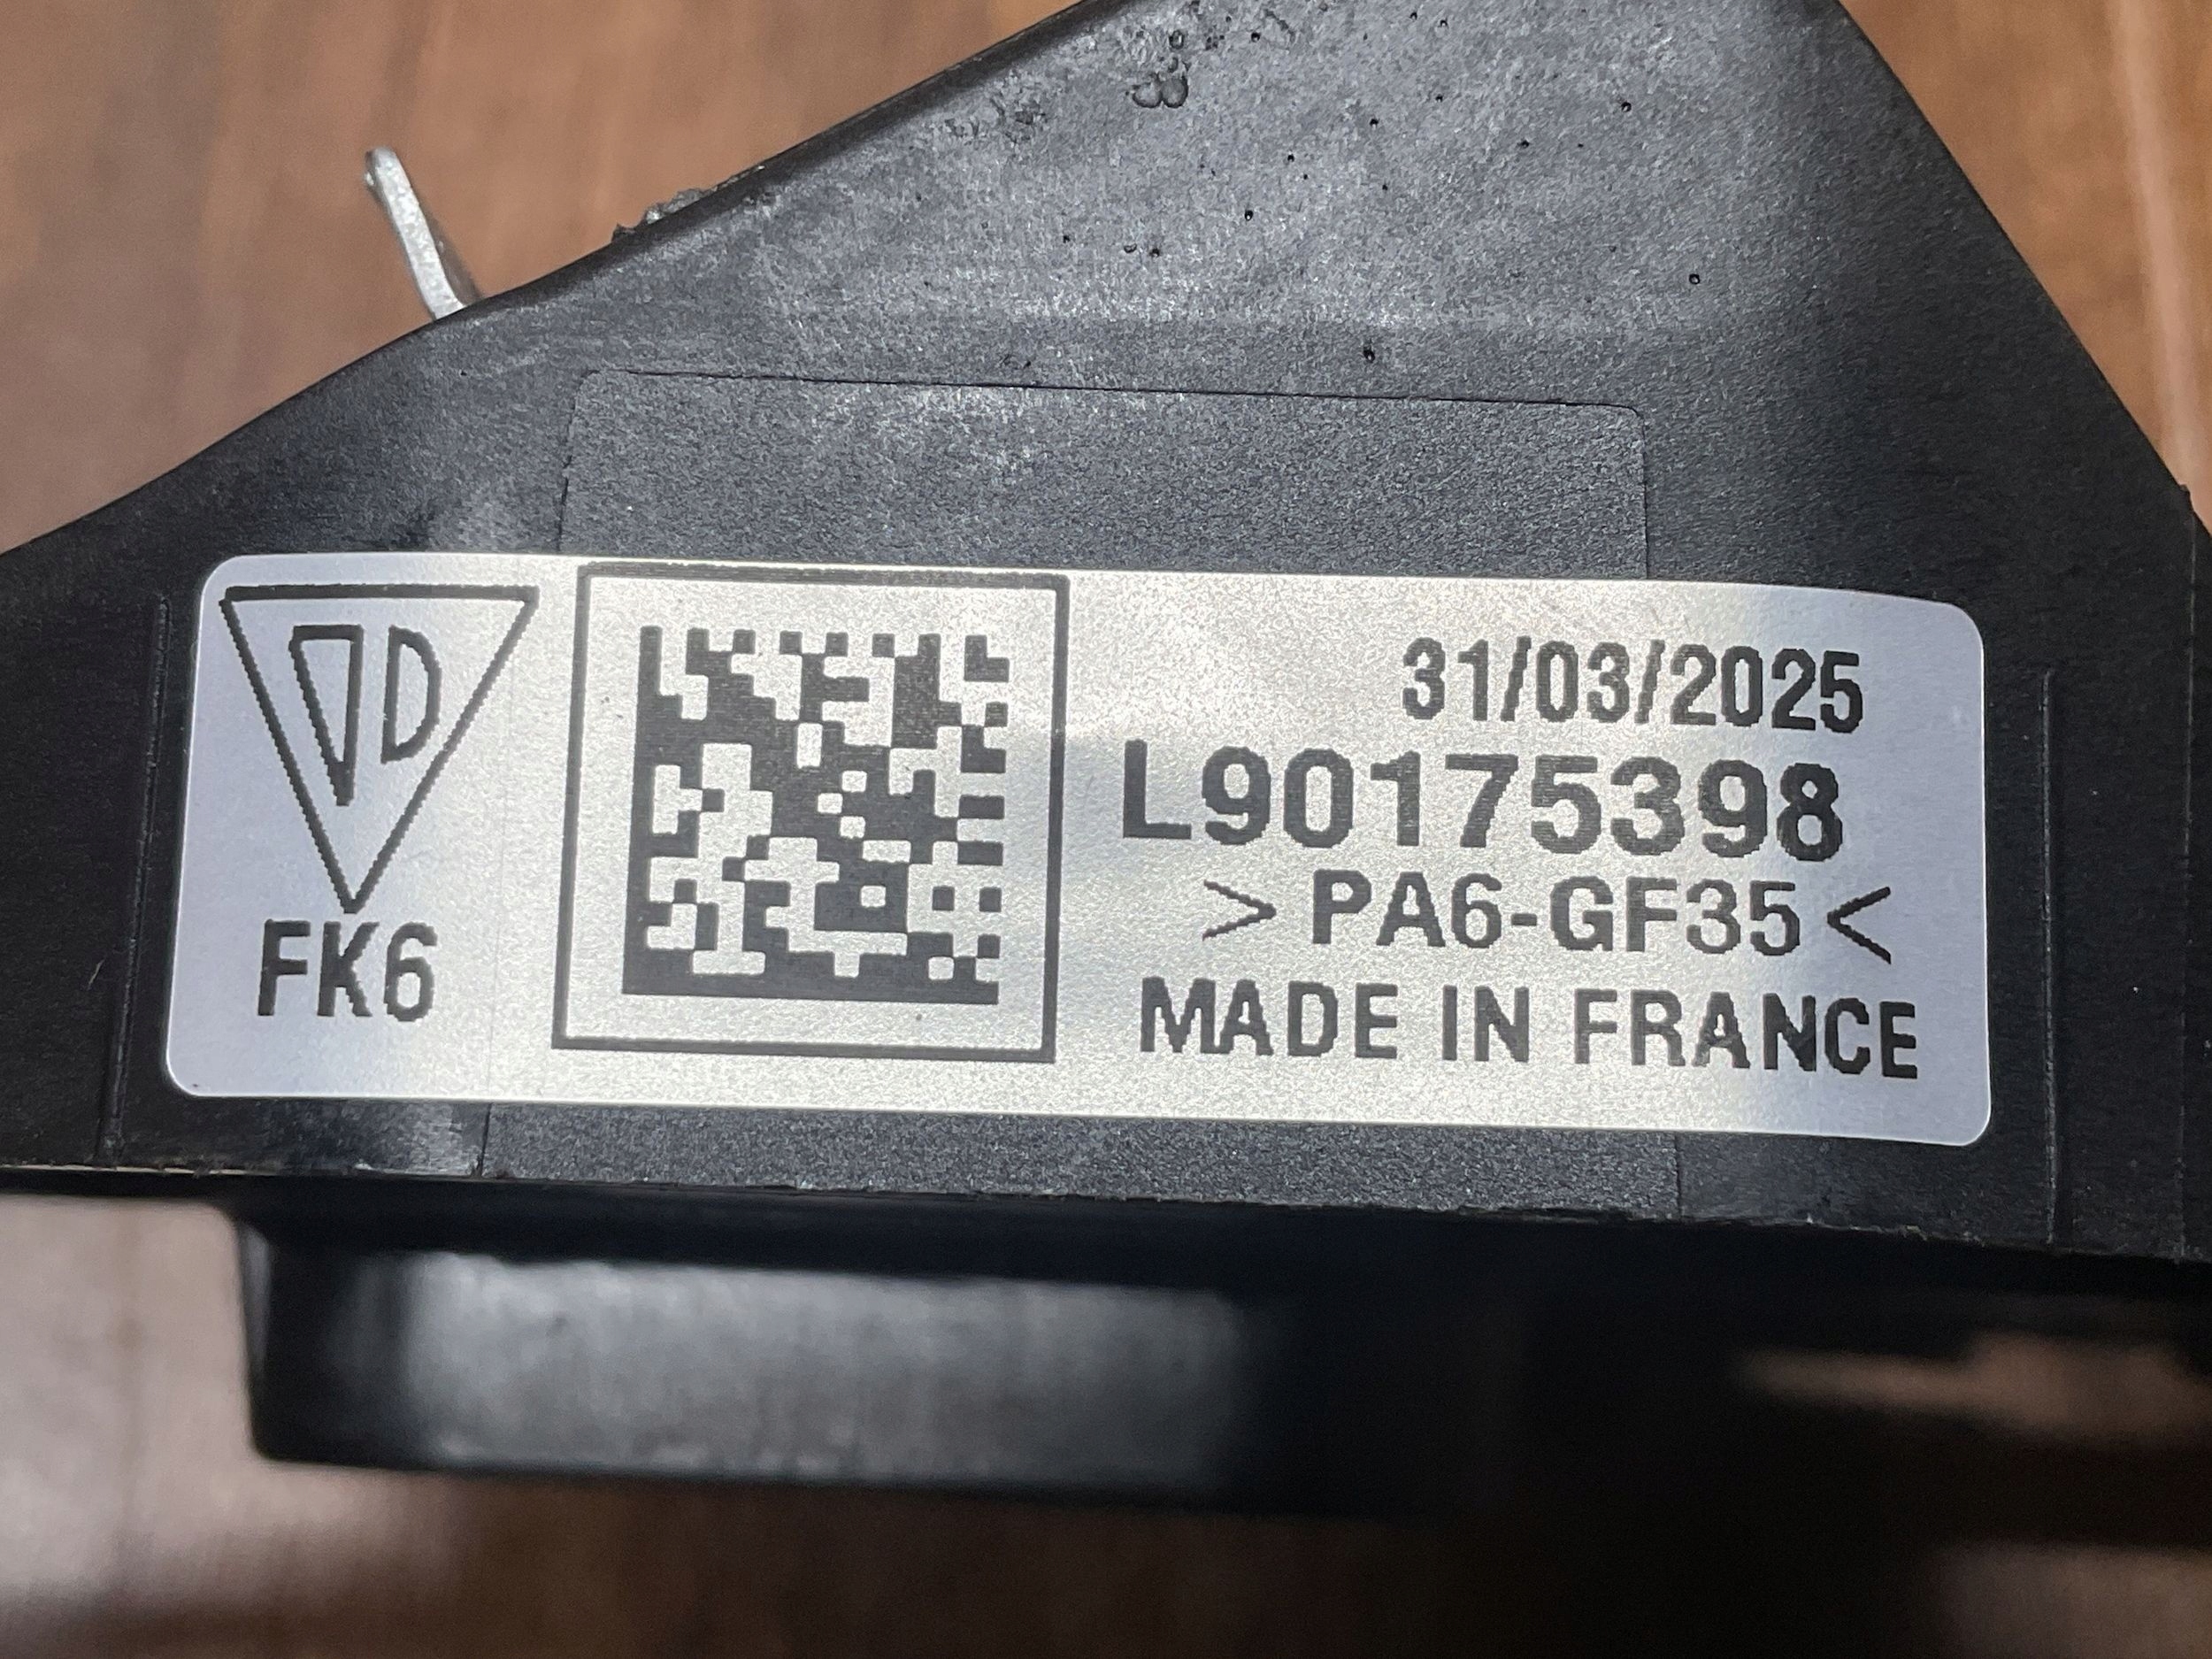 FK6
31/03/2025
L90175398
> PA6-GF35 <
MADE IN FRANCE